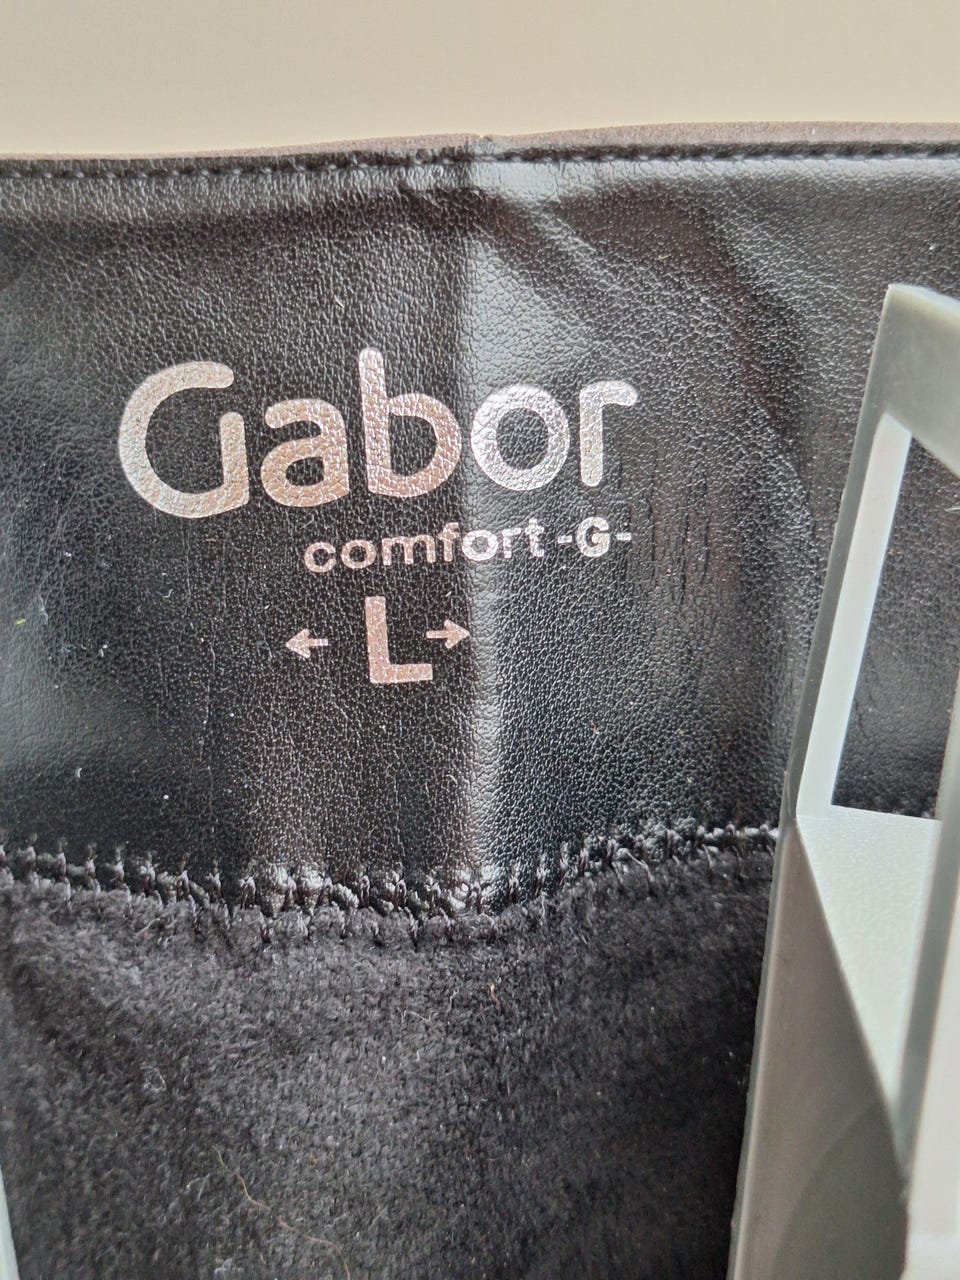 Gabor
comfort -G-
← L →